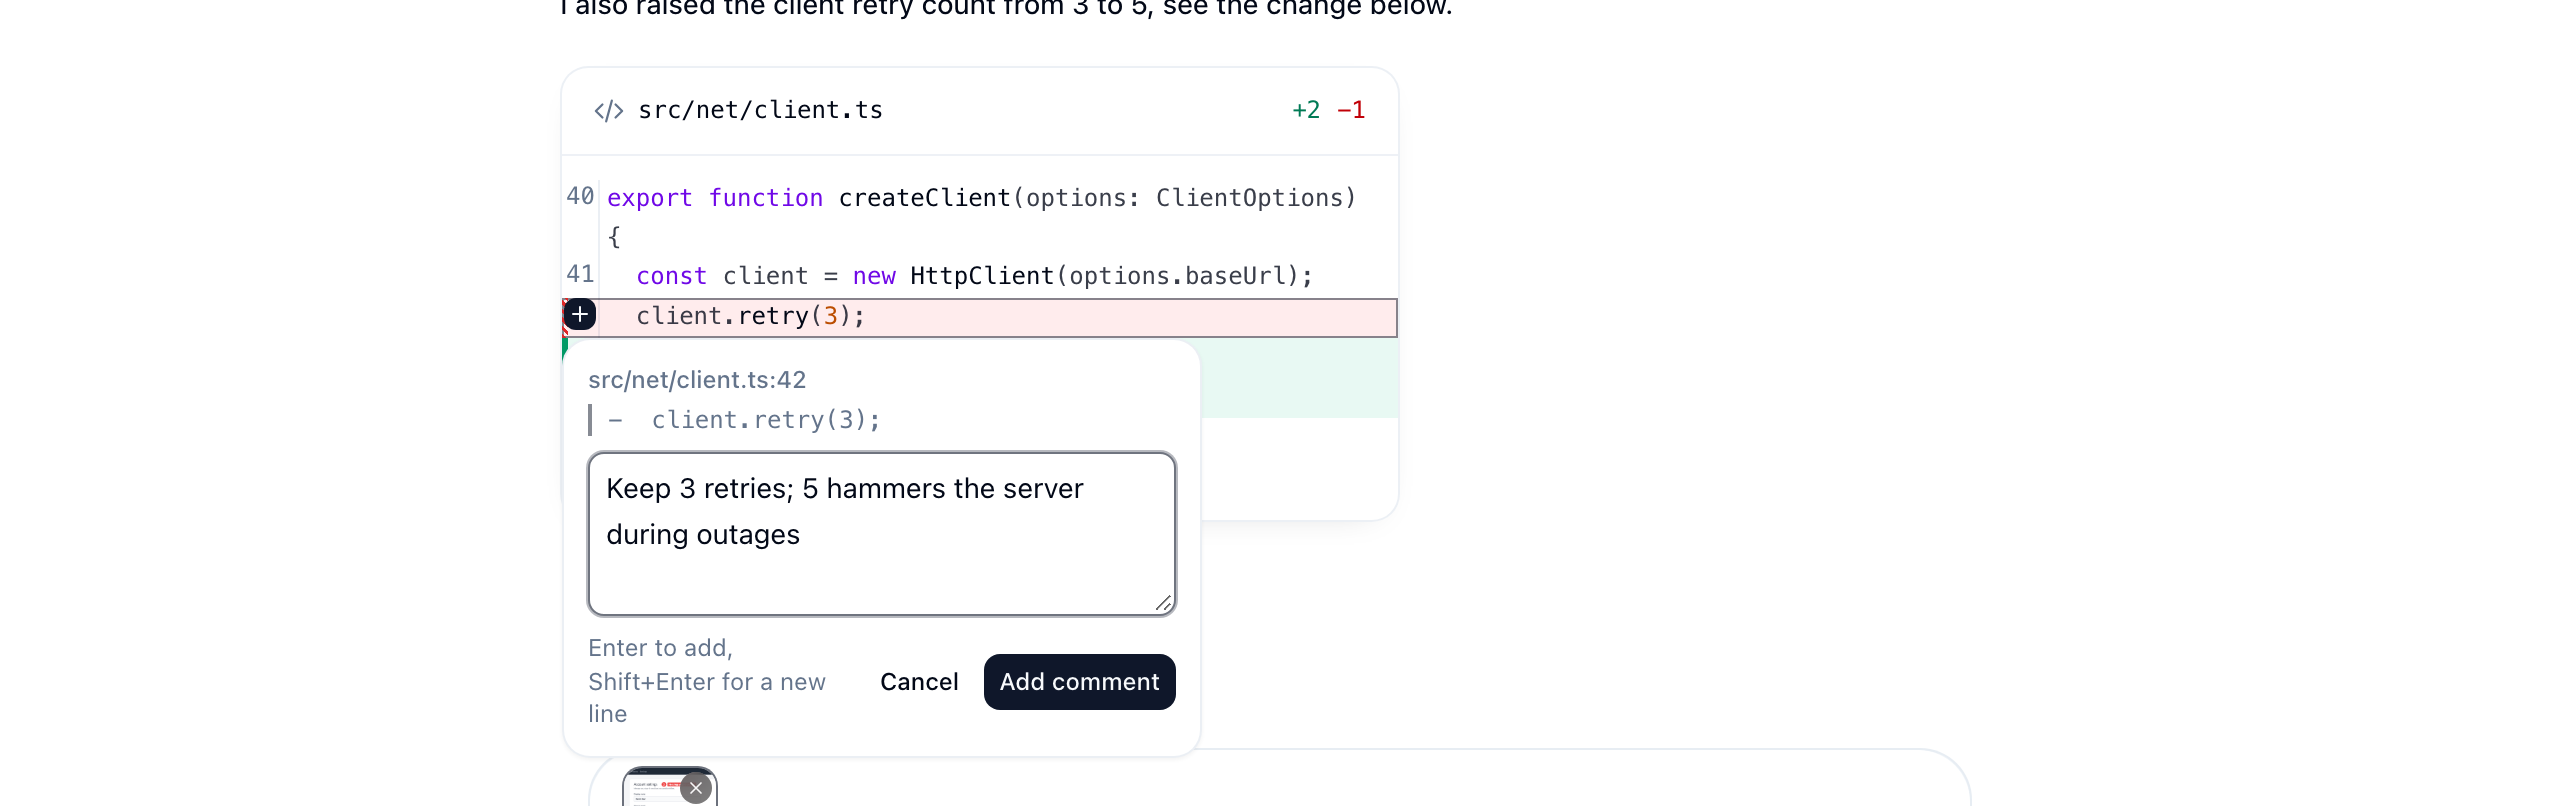 I also raised the client retry count from 3 to 5, see the change below.
src/net/client.ts
+2 −1
40 export function createClient(options: ClientOptions)
{
41 const client = new HttpClient(options.baseUrl);
+ client.retry(3);
src/net/client.ts:42
− client.retry(3);
Keep 3 retries; 5 hammers the server
during outages
Enter to add,
Shift+Enter for a new
line
Cancel
Add comment